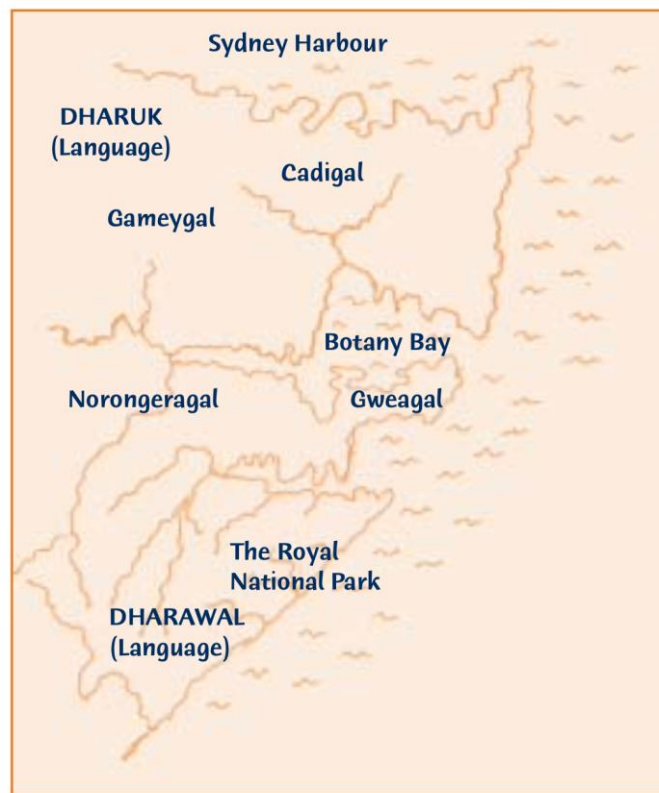 Sydney Harbour
DHARUK
(Language)
Cadigal
Gameygal
Botany Bay
Norongeragal
Gweagal
The Royal
National Park
DHARAWAL
(Language)